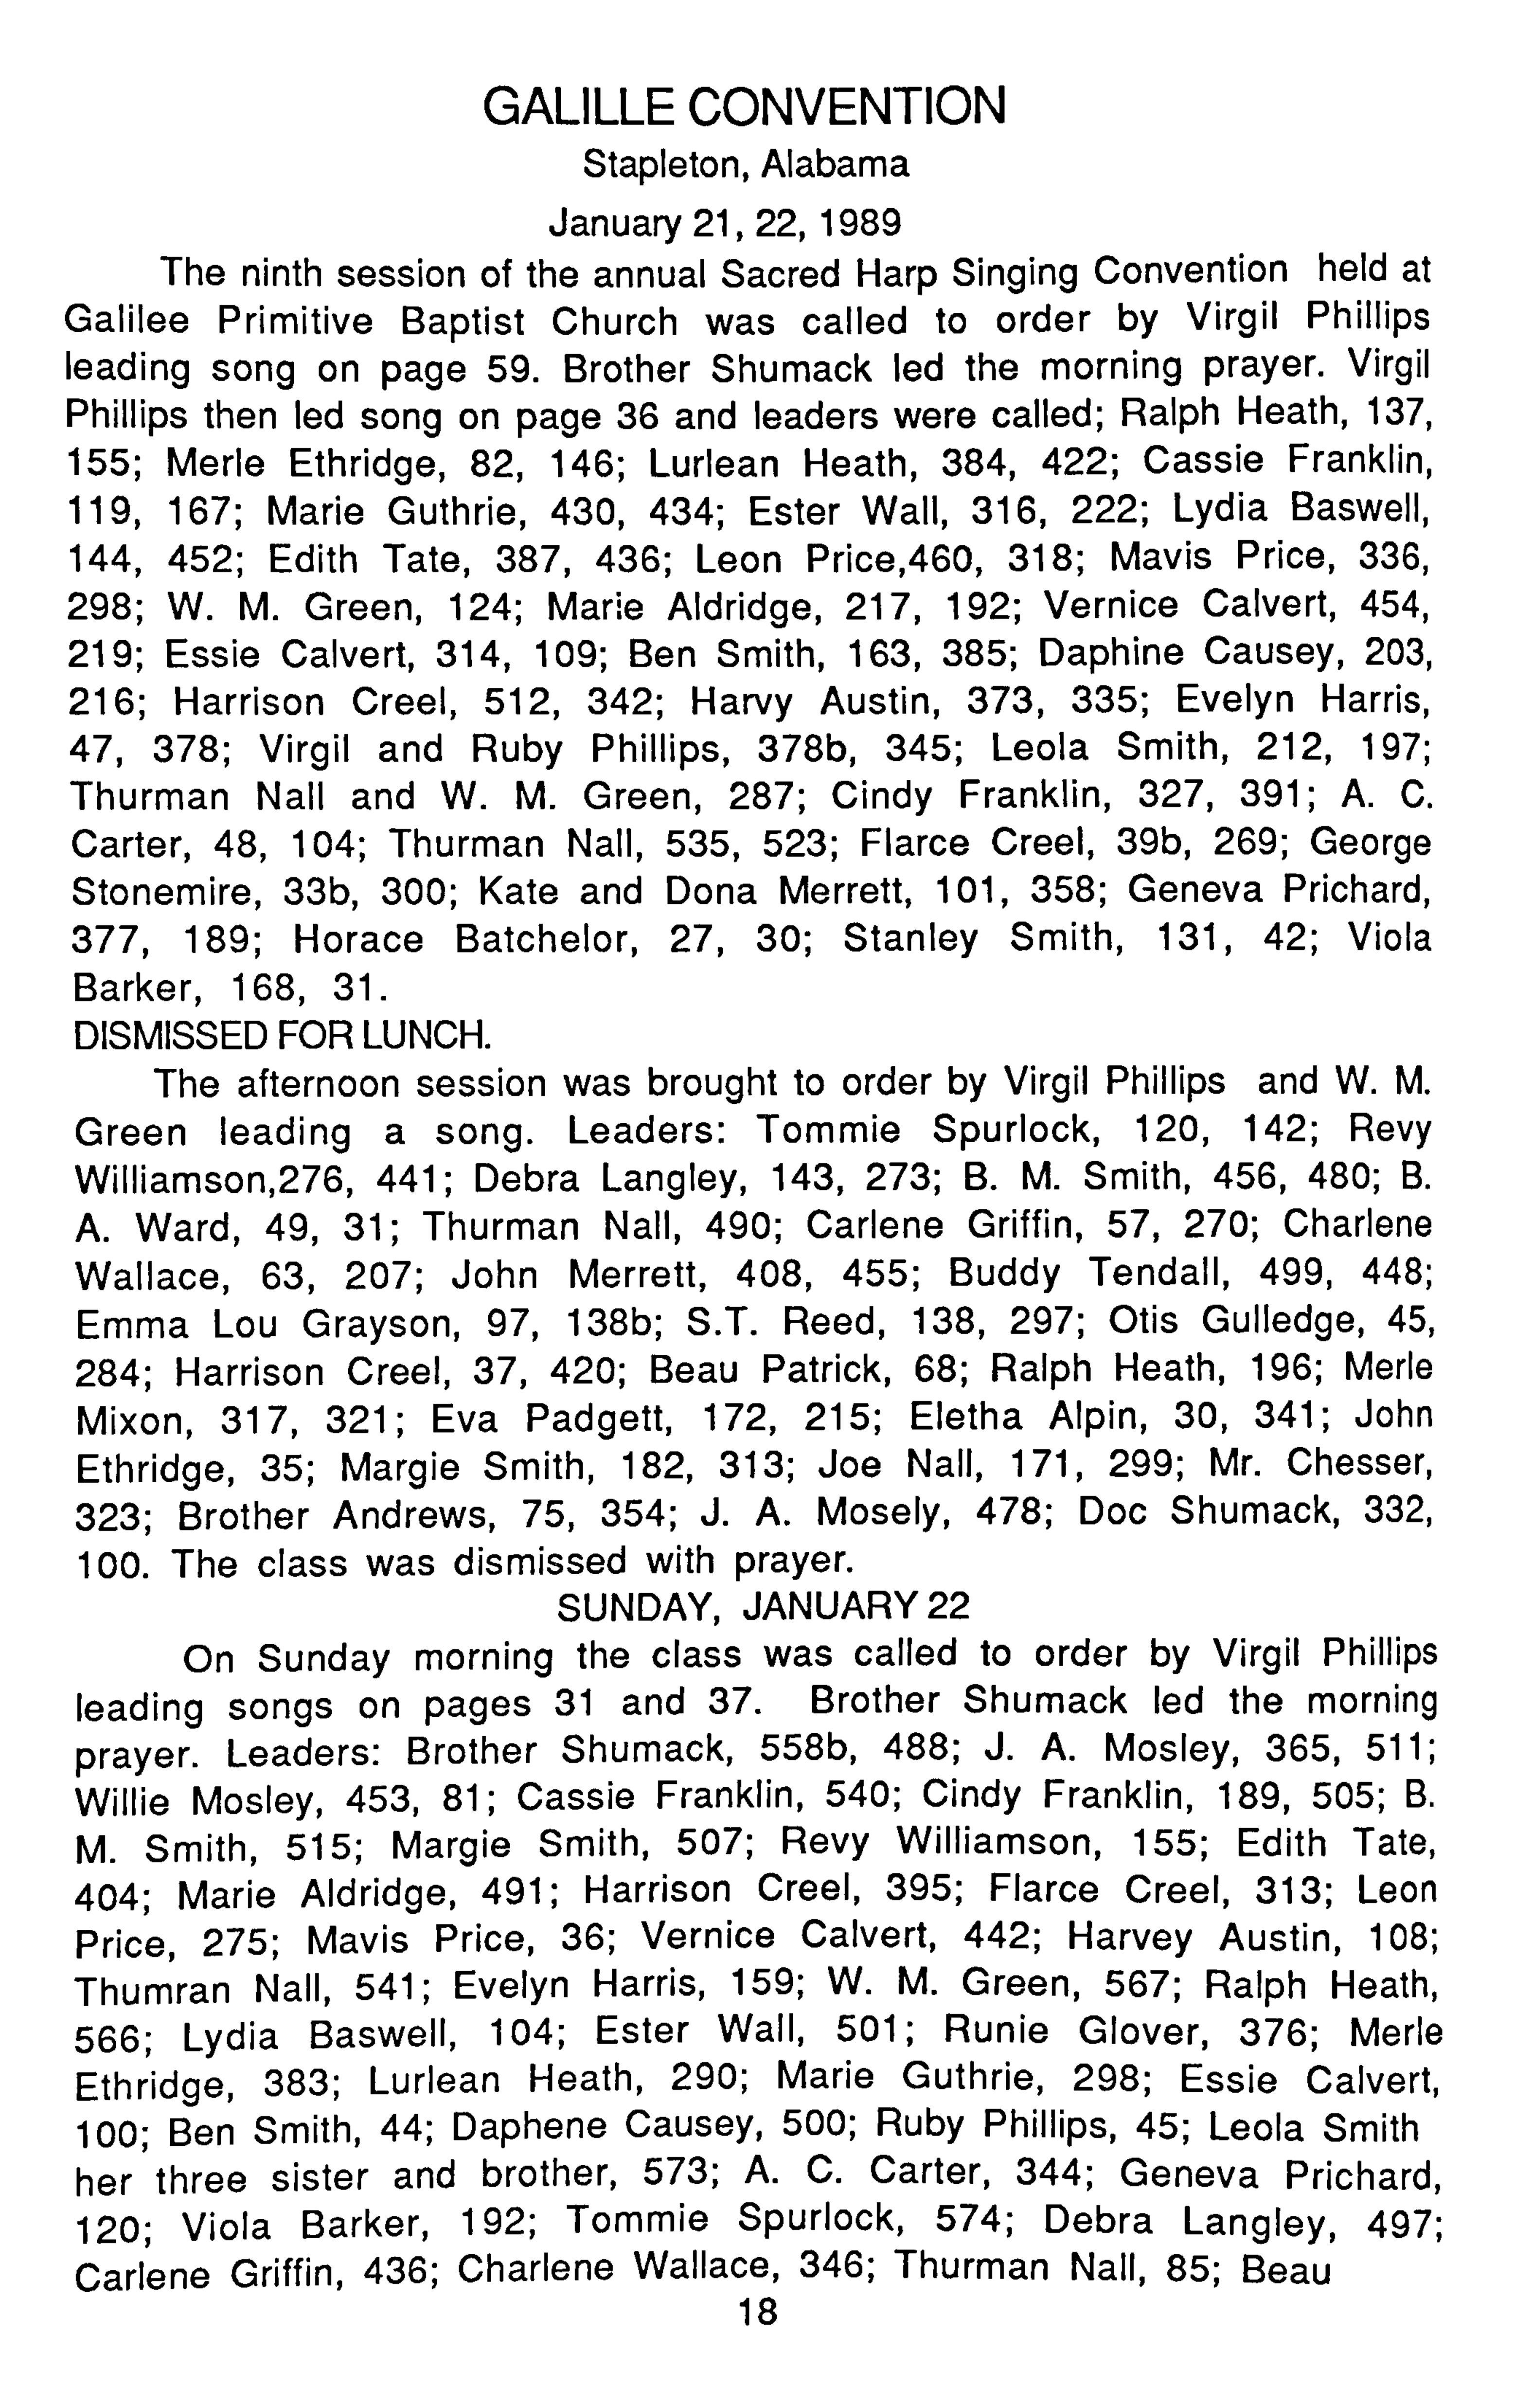 GALILLE CONVENTION
Stapleton, Alabama
January 21, 22, 1989
The ninth session of the annual Sacred Harp Singing Convention held at
Galilee Primitive Baptist Church was called to order by Virgil Phillips
leading song on page 59. Brother Shumack led the morning prayer. Virgil
Phillips then led song on page 36 and leaders were called; Ralph Heath, 137,
155; Merle Ethridge, 82, 146; Lurlean Heath, 384, 422; Cassie Franklin,
119, 167; Marie Guthrie, 430, 434; Ester Wall, 316, 222; Lydia Baswell,
144, 452; Edith Tate, 387, 436; Leon Price,460, 318; Mavis Price, 336,
298; W. M. Green, 124; Marie Aldridge, 217, 192; Vernice Calvert, 454,
219; Essie Calvert, 314, 109; Ben Smith, 163, 385; Daphine Causey, 203,
216; Harrison Creel, 512, 342; Harvy Austin, 373, 335; Evelyn Harris,
47, 378; Virgil and Ruby Phillips, 378b, 345; Leola Smith, 212, 197;
Thurman Nall and W. M. Green, 287; Cindy Franklin, 327, 391; A. C.
Carter, 48, 104; Thurman Nall, 535, 523; Flarce Creel, 39b, 269; George
Stonemire, 33b, 300; Kate and Dona Merrett, 101, 358; Geneva Prichard,
377, 189; Horace Batchelor, 27, 30; Stanley Smith, 131, 42; Viola
Barker, 168, 31.
DISMISSED FOR LUNCH.
The afternoon session was brought to order by Virgil Phillips and W. M.
Green leading a song. Leaders: Tommie Spurlock, 120, 142; Revy
Williamson,276, 441; Debra Langley, 143, 273; B. M. Smith, 456, 480; B.
A. Ward, 49, 31; Thurman Nall, 490; Carlene Griffin, 57, 270; Charlene
Wallace, 63, 207; John Merrett, 408, 455; Buddy Tendall, 499, 448;
Emma Lou Grayson, 97, 138b; S.T. Reed, 138, 297; Otis Gulledge, 45,
284; Harrison Creel, 37, 420; Beau Patrick, 68; Ralph Heath, 196; Merle
Mixon, 317, 321; Eva Padgett, 172, 215; Eletha Alpin, 30, 341; John
Ethridge, 35; Margie Smith, 182, 313; Joe Nall, 171, 299; Mr. Chesser,
323; Brother Andrews, 75, 354; J. A. Mosely, 478; Doc Shumack, 332,
100. The class was dismissed with prayer.
SUNDAY, JANUARY 22
On Sunday morning the class was called to order by Virgil Phillips
leading songs on pages 31 and 37. Brother Shumack led the morning
prayer. Leaders: Brother Shumack, 558b, 488; J. A. Mosley, 365, 511;
Willie Mosley, 453, 81; Cassie Franklin, 540; Cindy Franklin, 189, 505; B.
M. Smith, 515; Margie Smith, 507; Revy Williamson, 155; Edith Tate,
404; Marie Aldridge, 491; Harrison Creel, 395; Flarce Creel, 313; Leon
Price, 275; Mavis Price, 36; Vernice Calvert, 442; Harvey Austin, 108;
Thumran Nall, 541; Evelyn Harris, 159; W. M. Green, 567; Ralph Heath,
566; Lydia Baswell, 104; Ester Wall, 501; Runie Glover, 376; Merle
Ethridge, 383; Lurlean Heath, 290; Marie Guthrie, 298; Essie Calvert,
100; Ben Smith, 44; Daphene Causey, 500; Ruby Phillips, 45; Leola Smith
her three sister and brother, 573; A. C. Carter, 344; Geneva Prichard,
120; Viola Barker, 192; Tommie Spurlock, 574; Debra Langley, 497;
Carlene Griffin, 436; Charlene Wallace, 346; Thurman Nall, 85; Beau
18